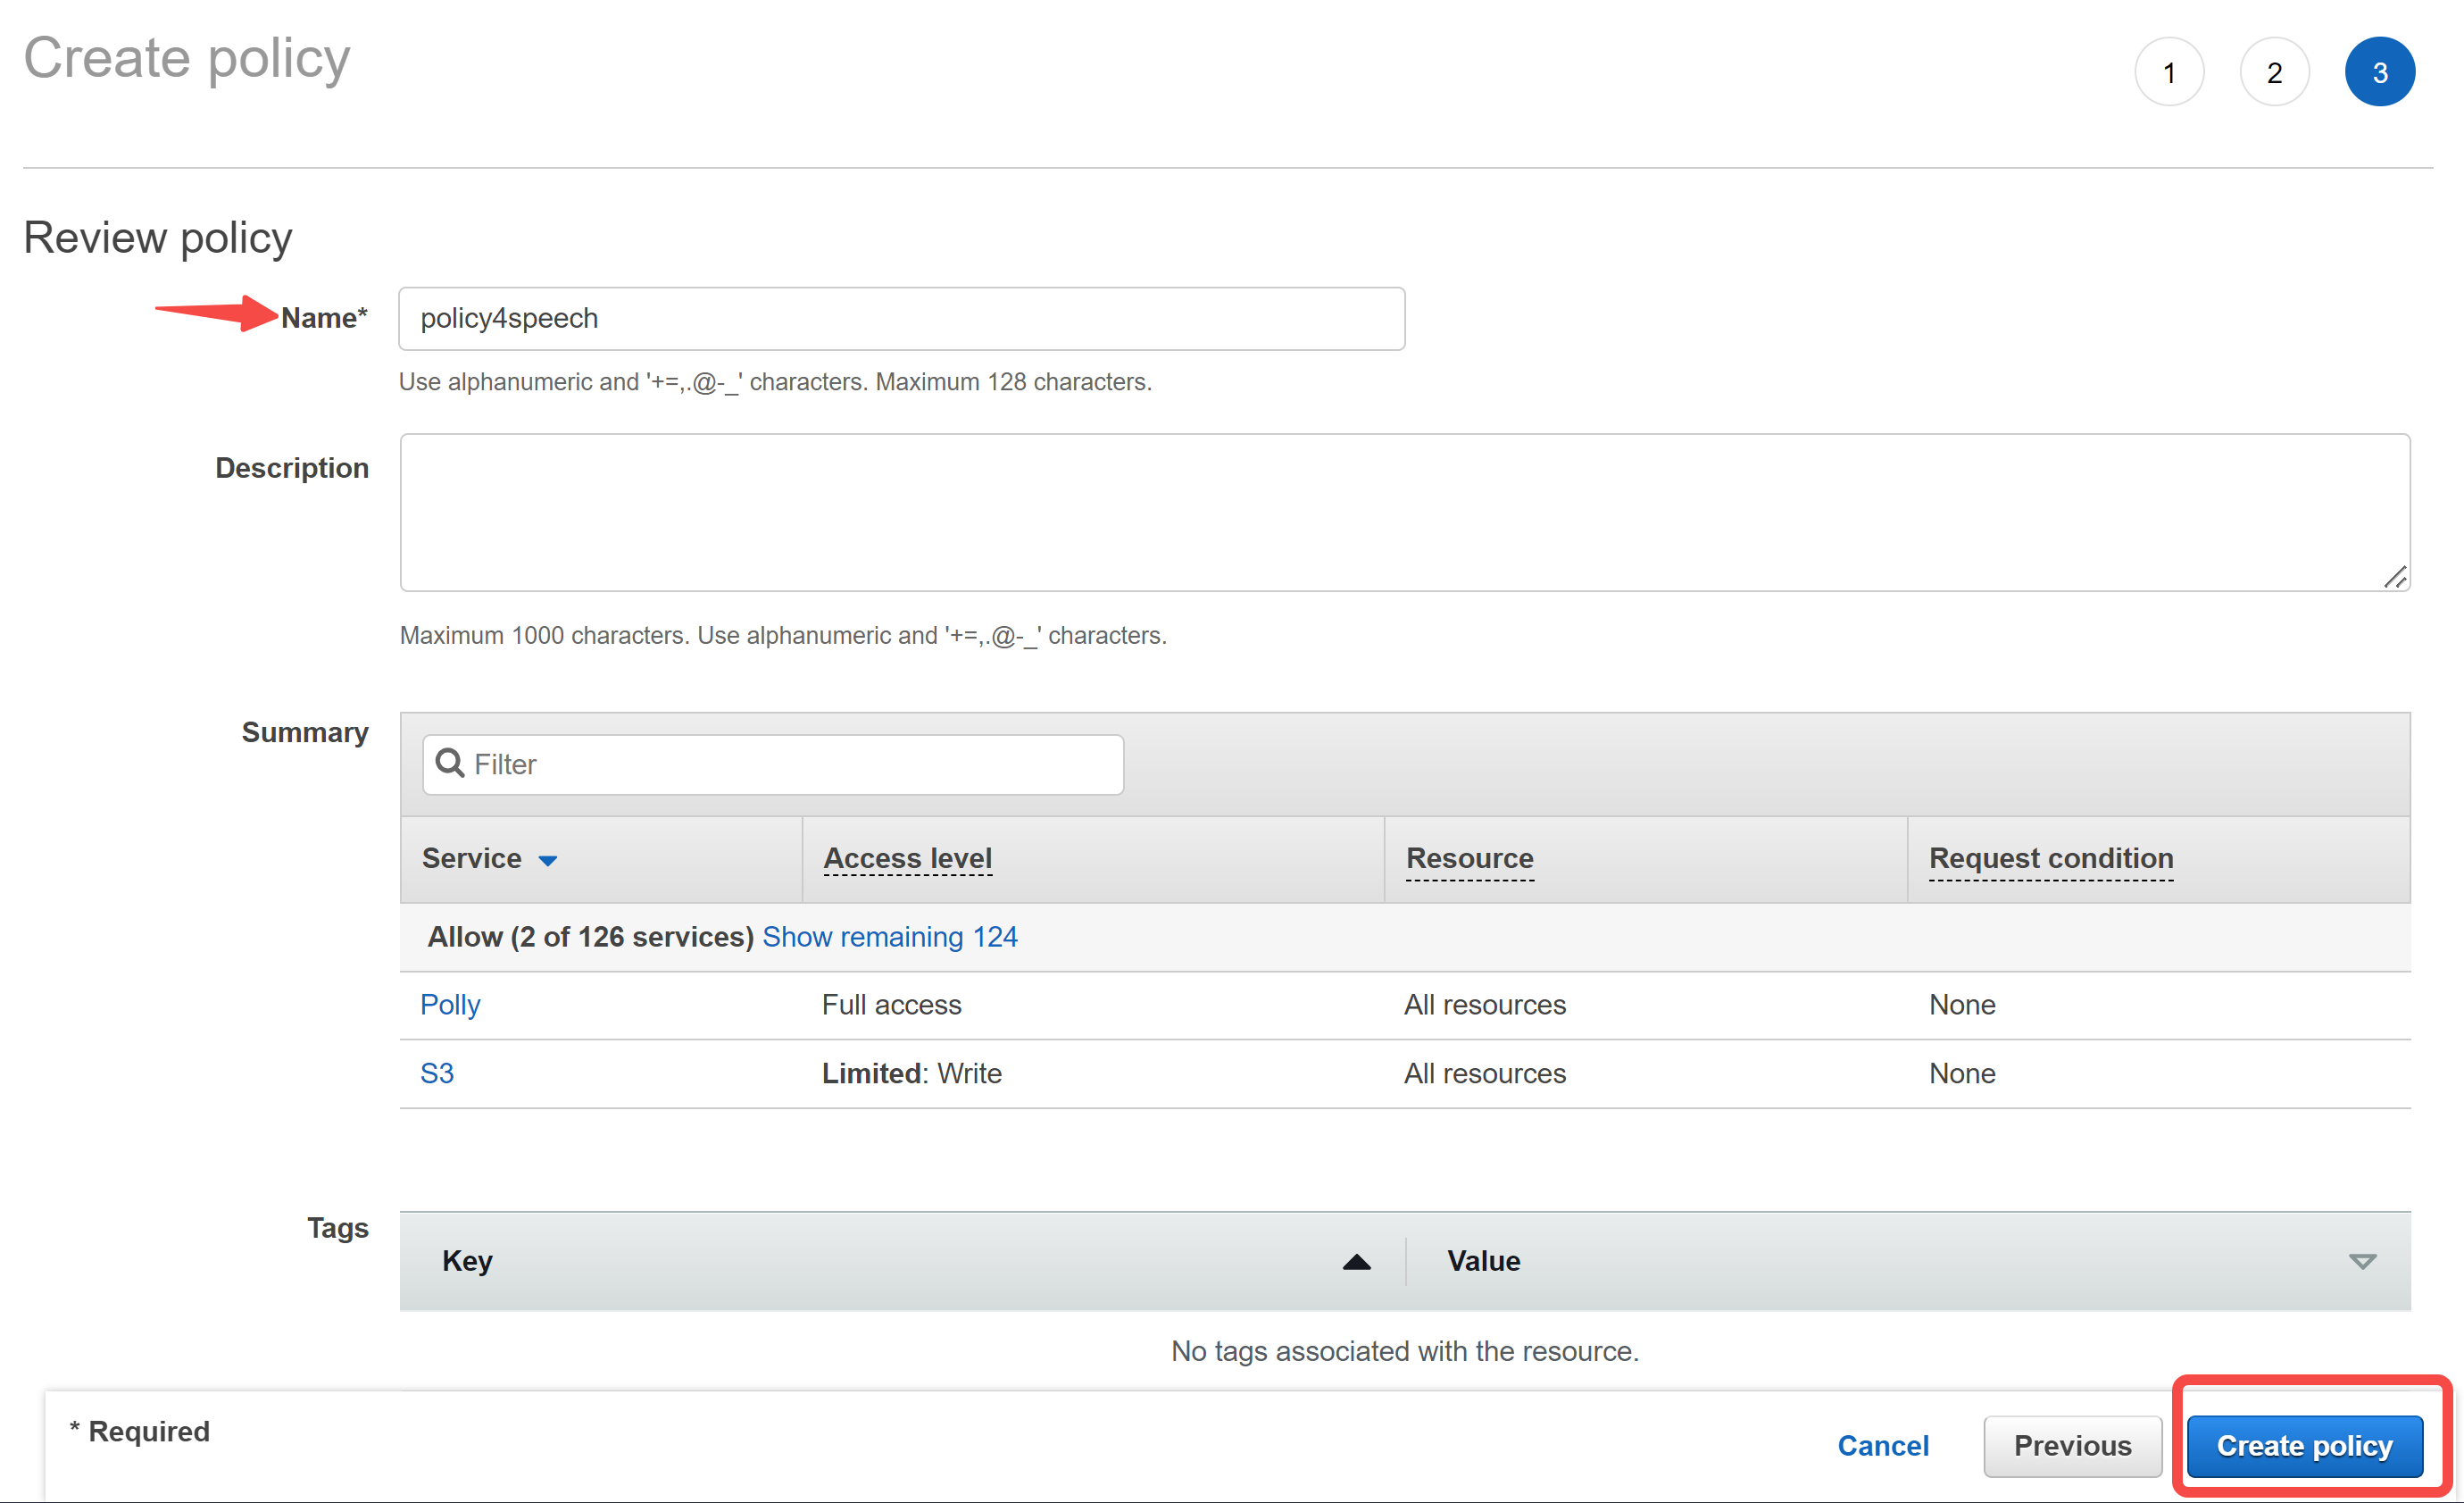 Create policy
1 2 3
Review policy
Name* policy4speech
Use alphanumeric and '+=,.@-_' characters. Maximum 128 characters.
Description
Maximum 1000 characters. Use alphanumeric and '+=,.@-_' characters.
Summary
Filter
Service Access level Resource Request condition
Allow (2 of 126 services) Show remaining 124
Polly Full access All resources None
S3 Limited: Write All resources None
Tags
Key Value
No tags associated with the resource.
* Required
Cancel Previous Create policy